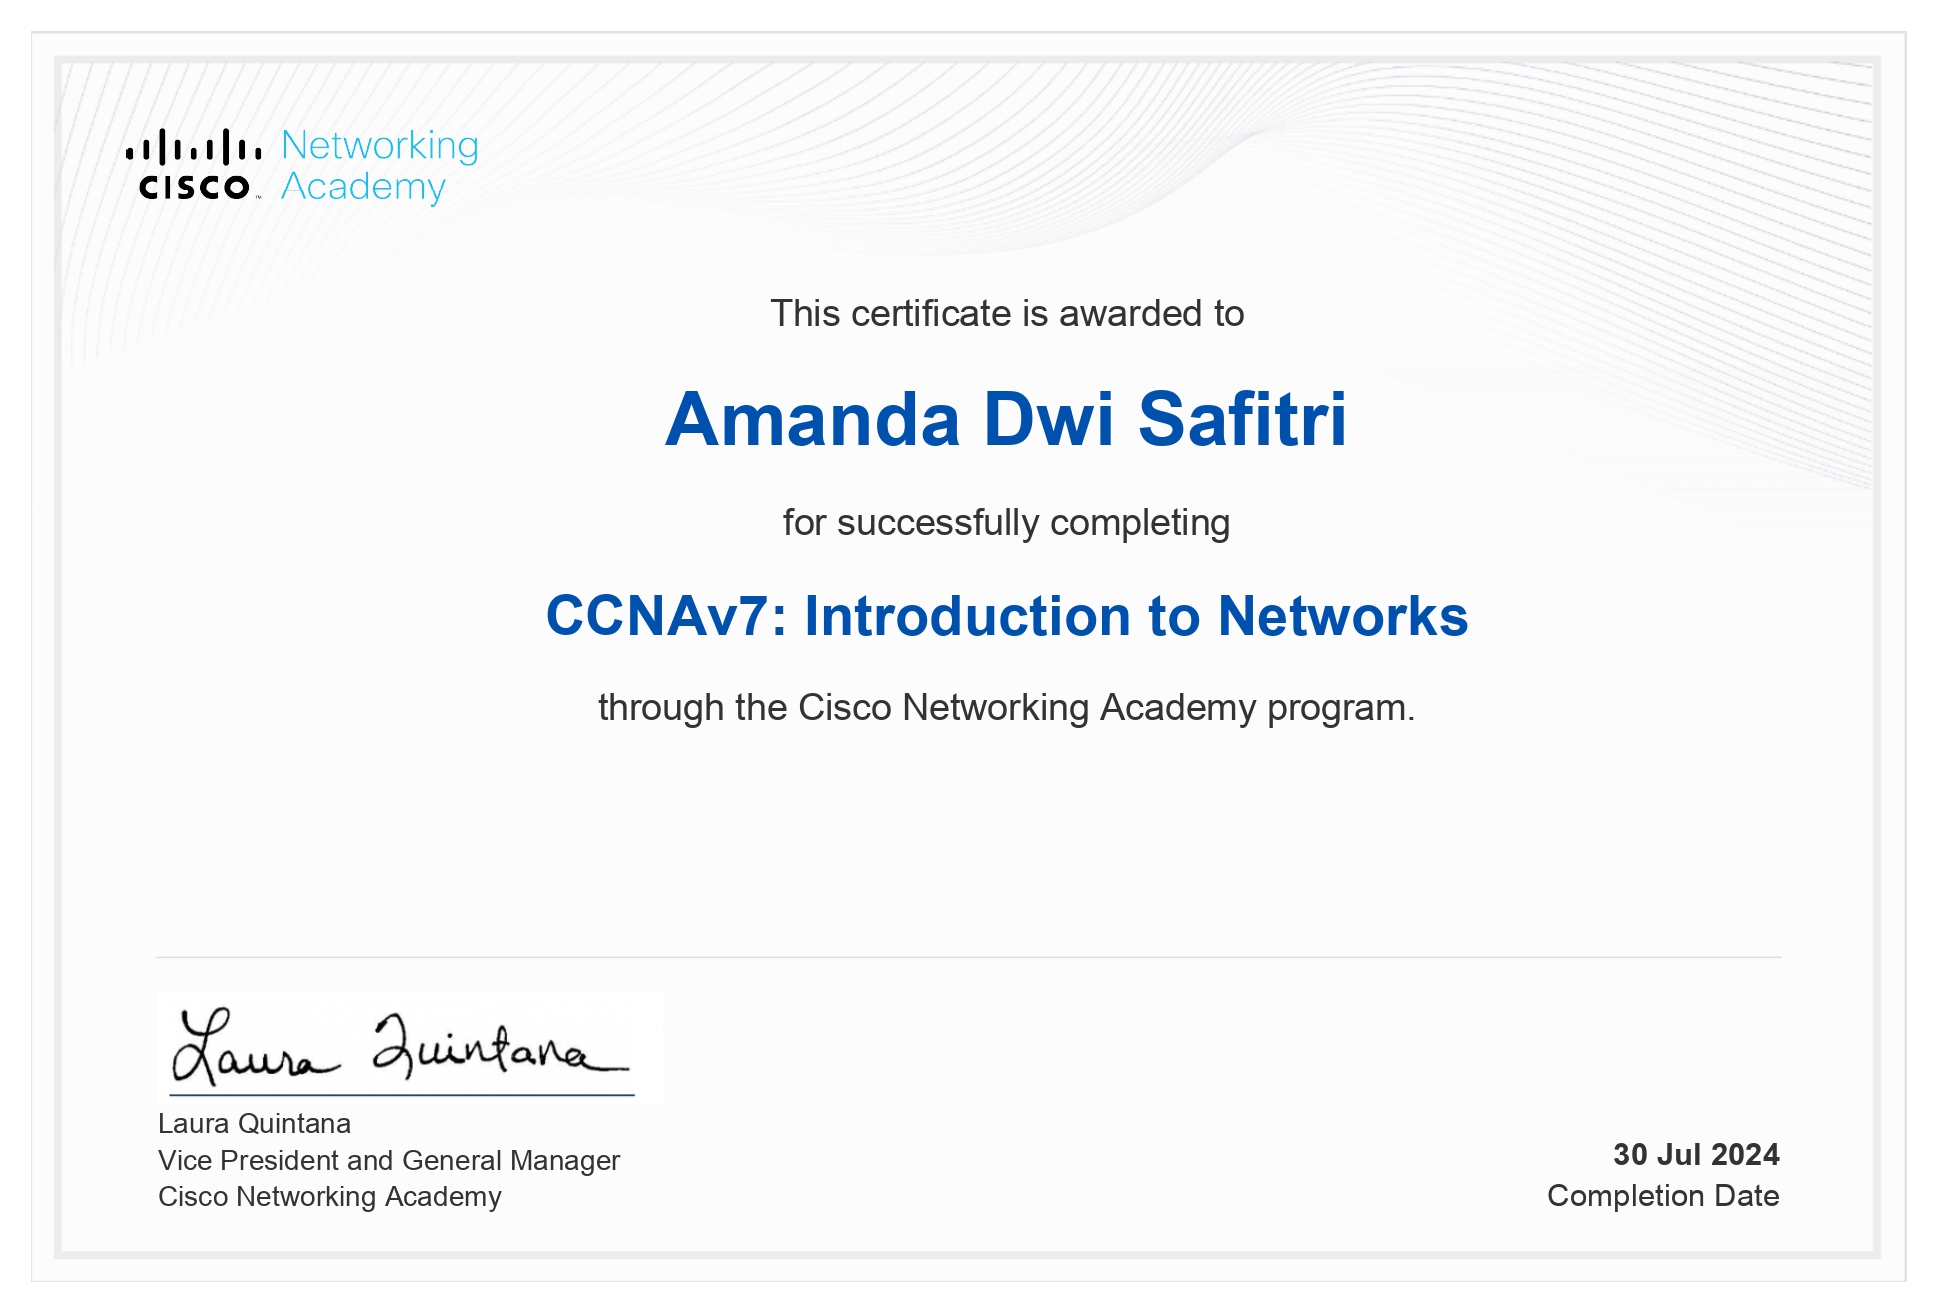 Networking
CISCO™ Academy
This certificate is awarded to
Amanda Dwi Safitri
for successfully completing
CCNAv7: Introduction to Networks
through the Cisco Networking Academy program.
Laura Quintana
Laura Quintana
Vice President and General Manager
Cisco Networking Academy
30 Jul 2024
Completion Date